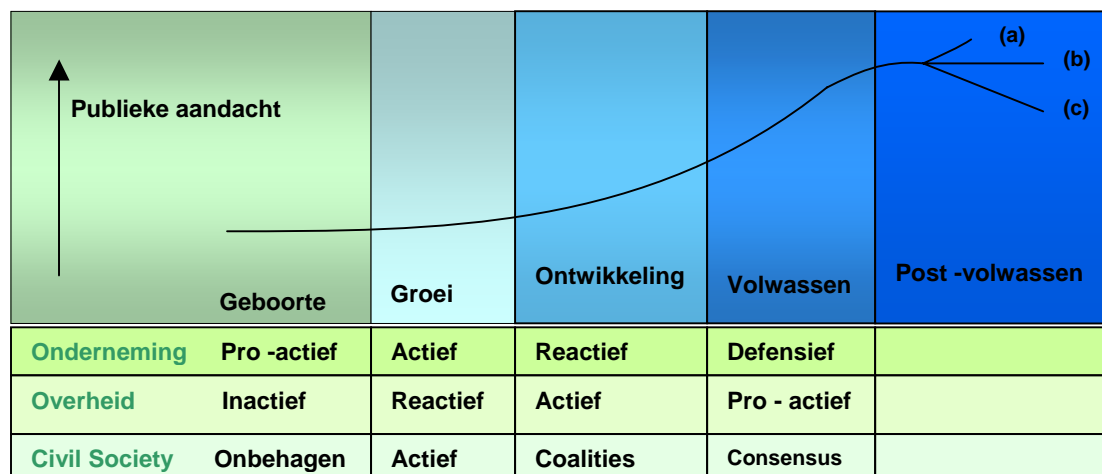 (a)
(b)
(c)
Publieke aandacht
Geboorte Groei Ontwikkeling Volwassen Post -volwassen
Onderneming Pro -actief Actief Reactief Defensief
Overheid Inactief Reactief Actief Pro - actief
Civil Society Onbehagen Actief Coalities Consensus